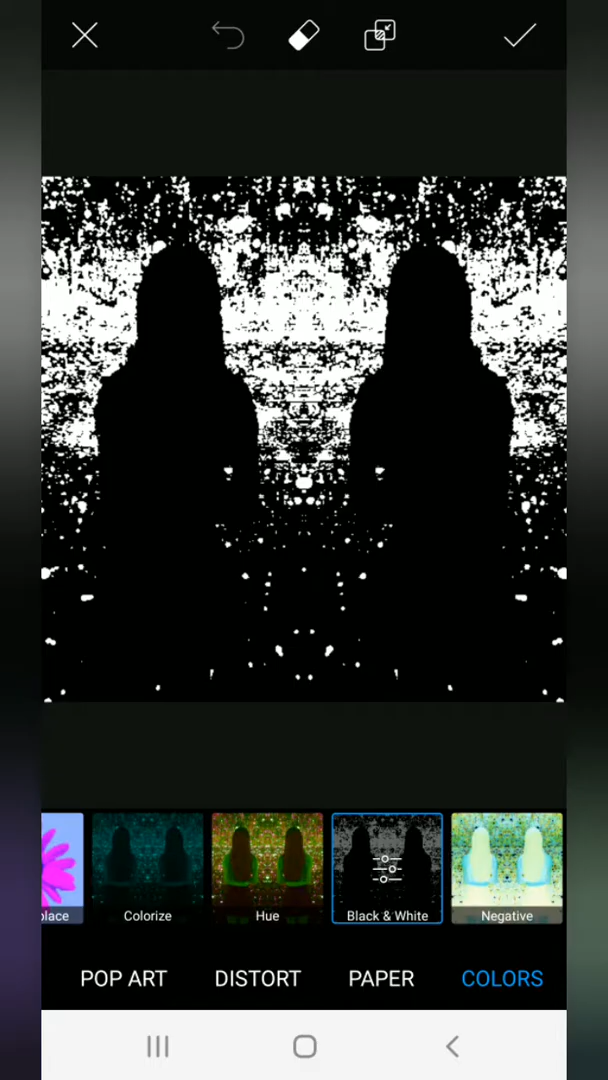 place
Colorize
Hue
Black & White
Negative
POP ART
DISTORT
PAPER
COLORS